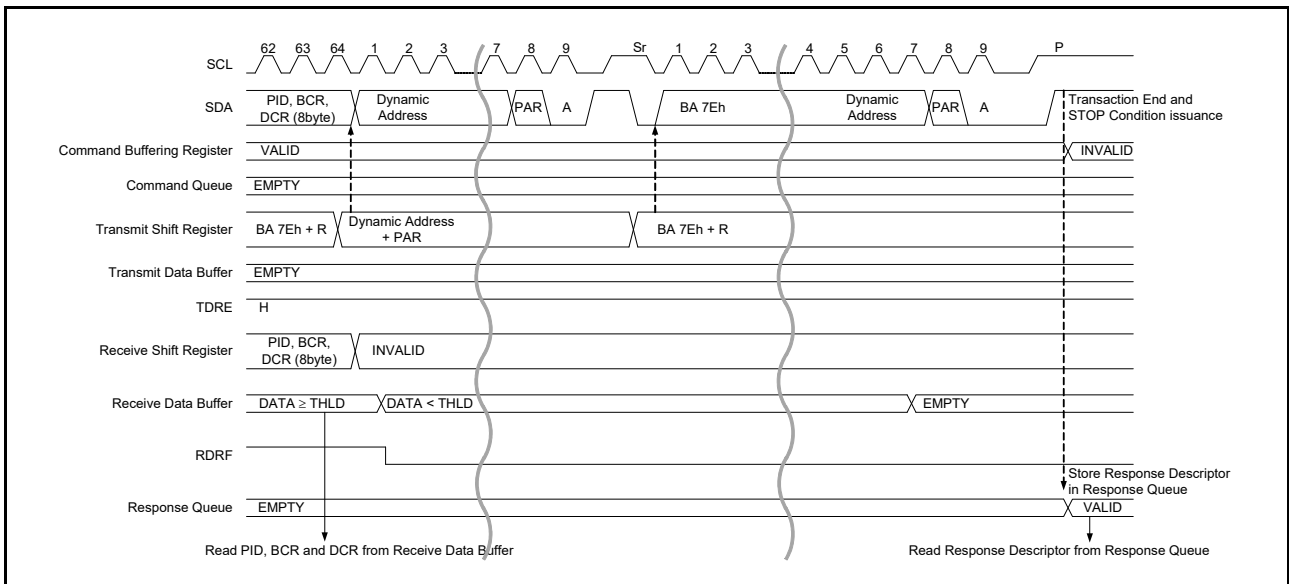 62 63 64 1 2 3 7 8 9 Sr 1 2 3 4 5 6 7 8 9 P
SCL
SDA
PID, BCR,
DCR (8byte)
Dynamic
Address
PAR
A
BA 7Eh
Dynamic
Address
PAR
A
Transaction End and
STOP Condition issuance
Command Buffering Register
VALID
INVALID
Command Queue
EMPTY
Transmit Shift Register
BA 7Eh + R
Dynamic Address
+ PAR
BA 7Eh + R
Transmit Data Buffer
EMPTY
TDRE
H
Receive Shift Register
PID, BCR,
DCR (8byte)
INVALID
Receive Data Buffer
DATA ≥ THLD
DATA < THLD
EMPTY
RDRF
Store Response Descriptor
in Response Queue
Response Queue
EMPTY
VALID
Read PID, BCR and DCR from Receive Data Buffer
Read Response Descriptor from Response Queue